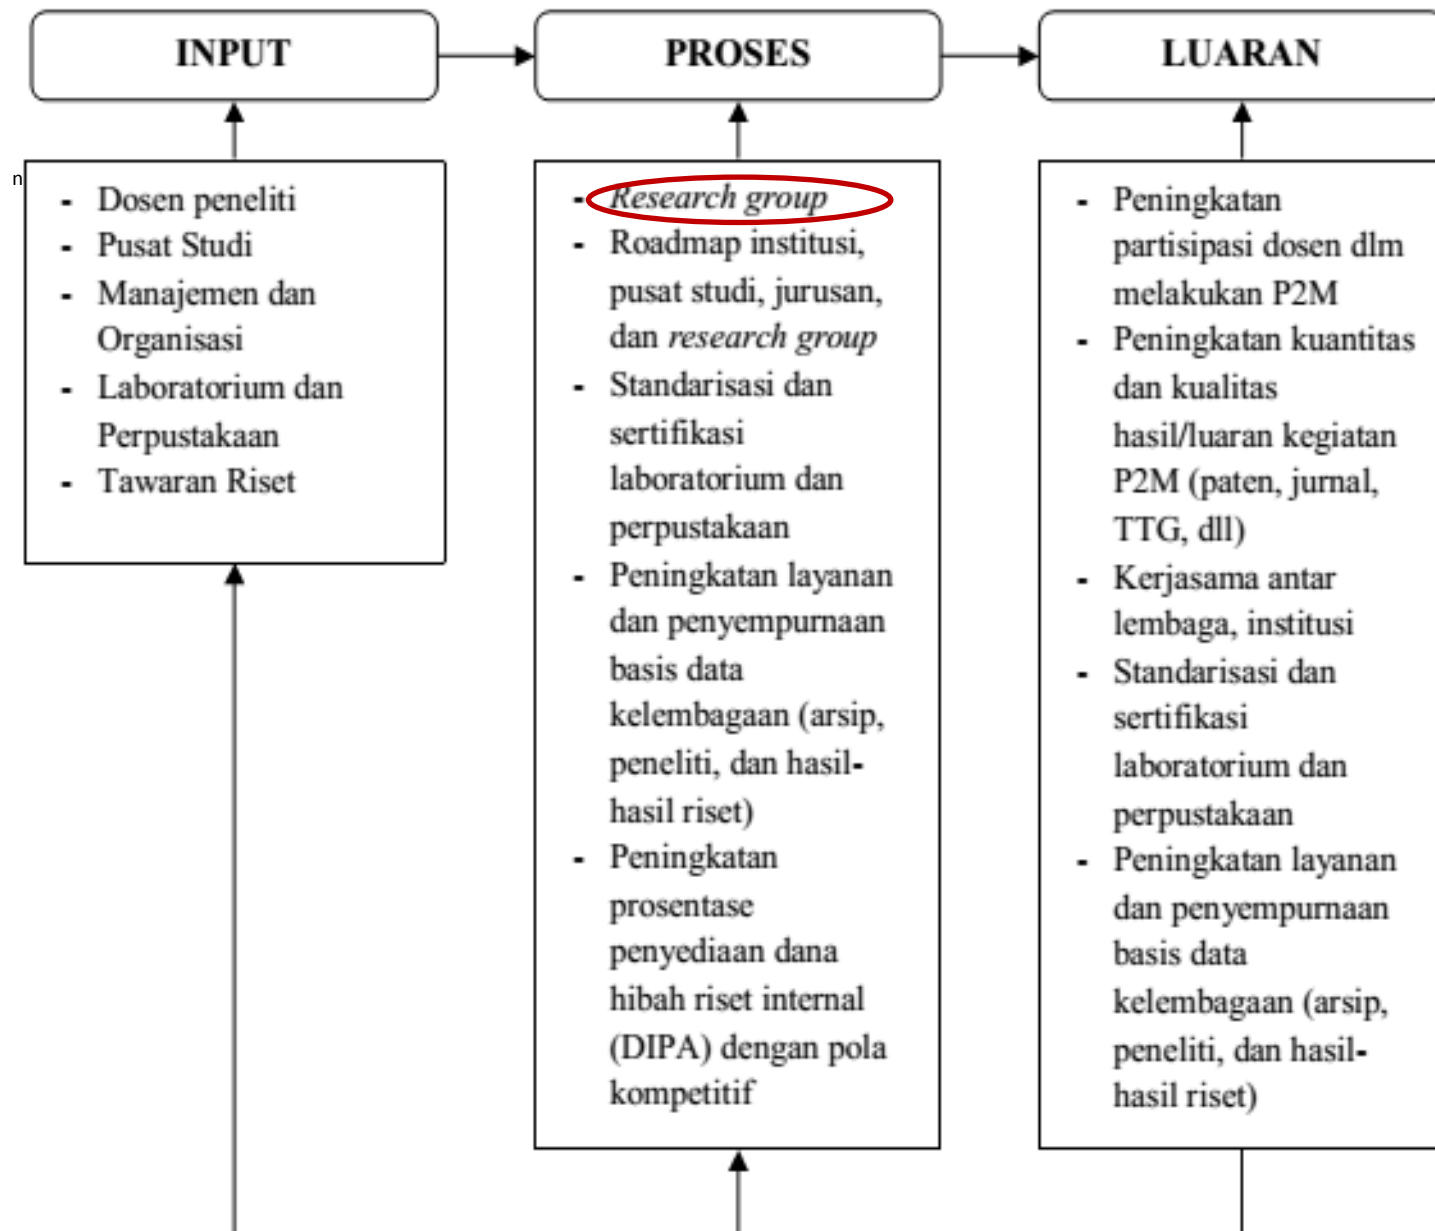 INPUT
PROSES
LUARAN
n
- Dosen peneliti
- Pusat Studi
- Manajemen dan
Organisasi
- Laboratorium dan
Perpustakaan
- Tawaran Riset
- Research group
- Roadmap institusi,
pusat studi, jurusan,
dan research group
- Standarisasi dan
sertifikasi
laboratorium dan
perpustakaan
- Peningkatan layanan
dan penyempurnaan
basis data
kelembagaan (arsip,
peneliti, dan hasil-
hasil riset)
- Peningkatan
prosentase
penyediaan dana
hibah riset internal
(DIPA) dengan pola
kompetitif
- Peningkatan
partisipasi dosen dlm
melakukan P2M
- Peningkatan kuantitas
dan kualitas
hasil/luaran kegiatan
P2M (paten, jurnal,
TTG, dll)
- Kerjasama antar
lembaga, institusi
- Standarisasi dan
sertifikasi
laboratorium dan
perpustakaan
- Peningkatan layanan
dan penyempurnaan
basis data
kelembagaan (arsip,
peneliti, dan hasil-
hasil riset)